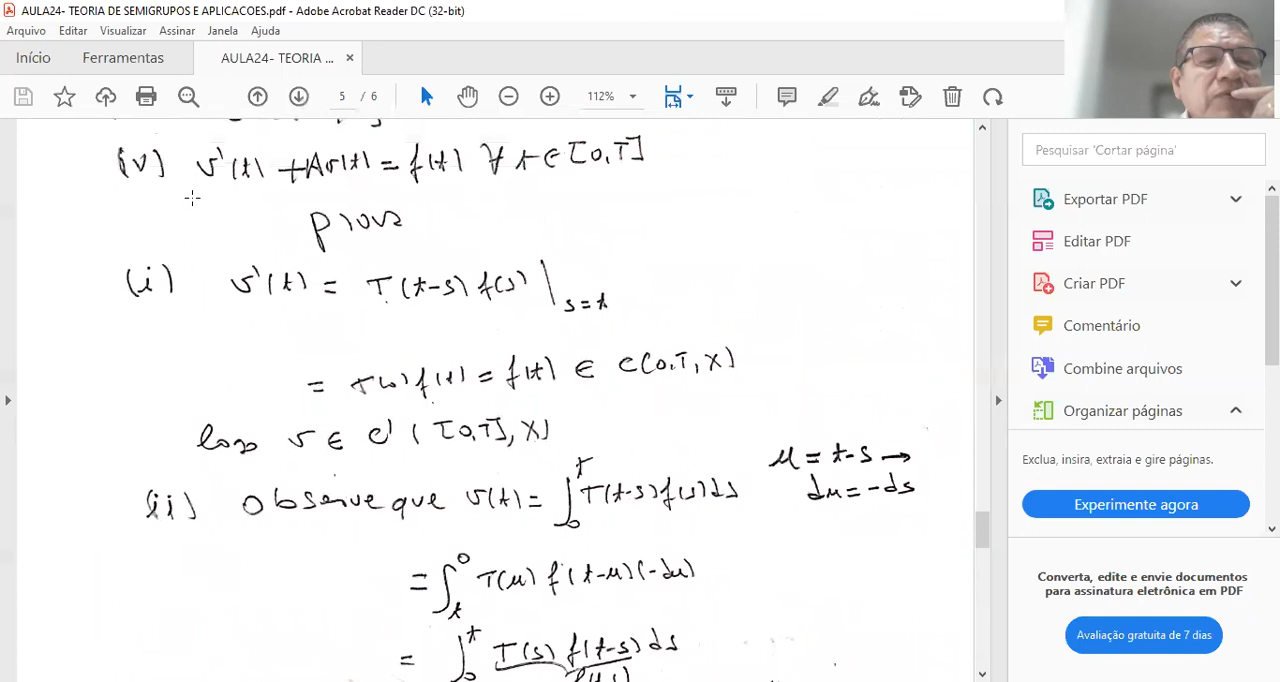 AULA24- TEORIA DE SEMIGRUPOS E APLICACOES.pdf - Adobe Acrobat Reader DC (32-bit)
Arquivo Editar Visualizar Assinar Janela Ajuda
Início Ferramentas AULA24- TEORIA ... ×
5 / 6 112%
(v) v'(t) + Av(t) = f(t) ∀ t ∈ [0,T]
prova
(i) v'(t) = T(t-s) f(s) |s=t
= T(0) f(t) = f(t) ∈ C(0,T,X)
logo v ∈ C¹([0,T],X)
(ii) Observe que v(t) = ∫₀ᵗ T(t-s)f(s)ds
μ = t-s →
dμ = -ds
= ∫ₜ⁰ T(μ) f(t-μ)(-dμ)
= ∫₀ᵗ T(s) f(t-s) ds
Pesquisar 'Cortar página'
Exportar PDF
Editar PDF
Criar PDF
Comentário
Combine arquivos
Organizar páginas
Exclua, insira, extraia e gire páginas.
Experimente agora
Converta, edite e envie documentos
para assinatura eletrônica em PDF
Avaliação gratuita de 7 dias